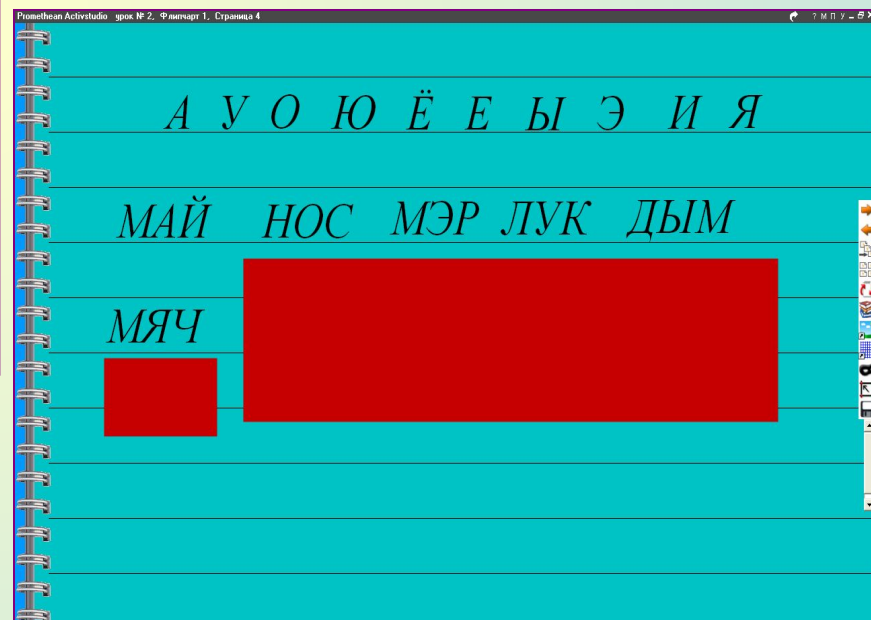 Promethean Activstudio урок № 2, Флипчарт 1, Страница 4 ? М П У
А У О Ю Ё Е Ы Э И Я
МАЙ НОС МЭР ЛУК ДЫМ
МЯЧ